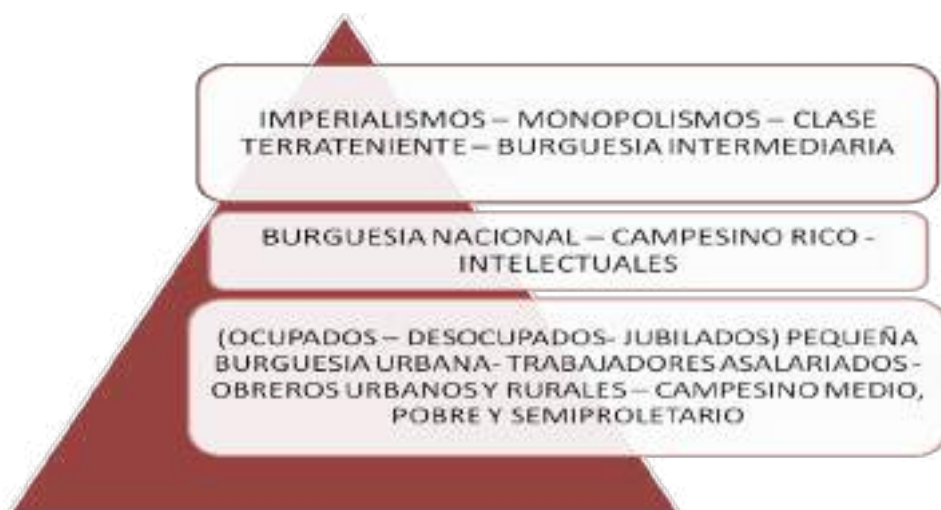 IMPERIALISMOS – MONOPOLISMOS – CLASE
TERRATENIENTE – BURGUESIA INTERMEDIARIA
BURGUESIA NACIONAL – CAMPESINO RICO -
INTELECTUALES
(OCUPADOS – DESOCUPADOS- JUBILADOS) PEQUEÑA
BURGUESIA URBANA- TRABAJADORES ASALARIADOS -
OBREROS URBANOS Y RURALES – CAMPESINO MEDIO,
POBRE Y SEMIPROLETARIO